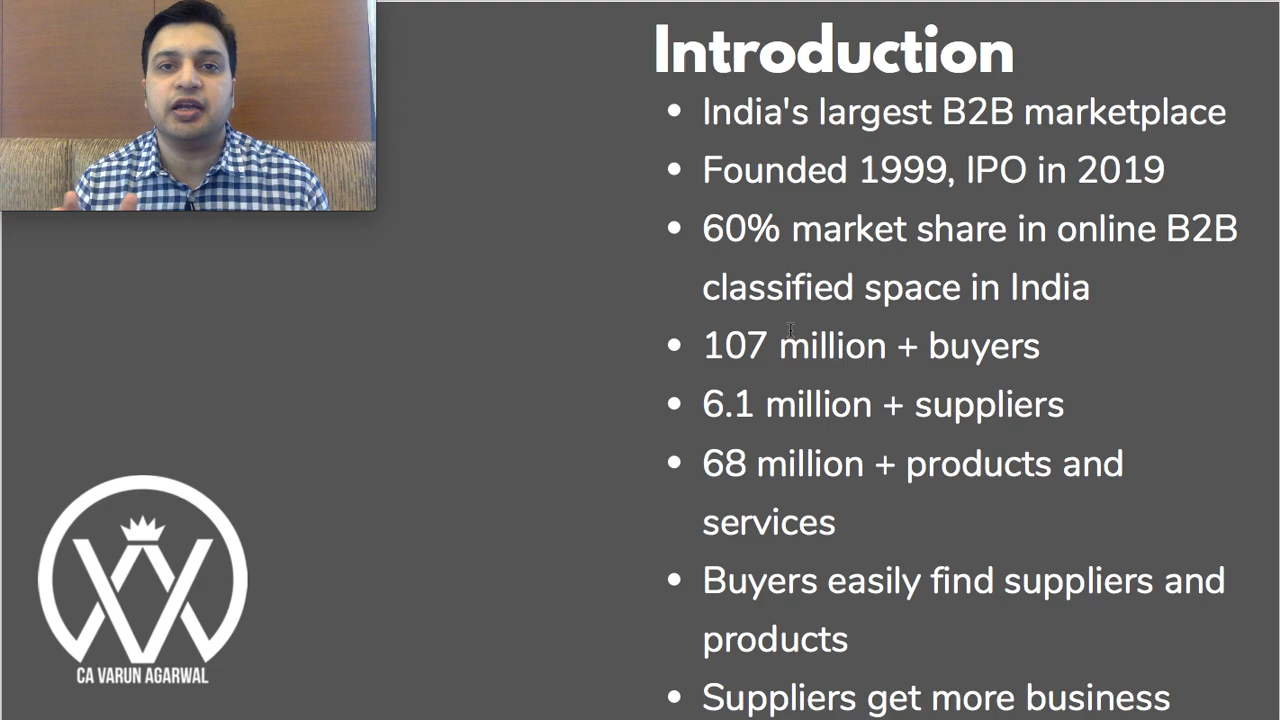 Introduction
• India's largest B2B marketplace
• Founded 1999, IPO in 2019
• 60% market share in online B2B
classified space in India
• 107 million + buyers
• 6.1 million + suppliers
• 68 million + products and
services
• Buyers easily find suppliers and
products
• Suppliers get more business
CA VARUN AGARWAL